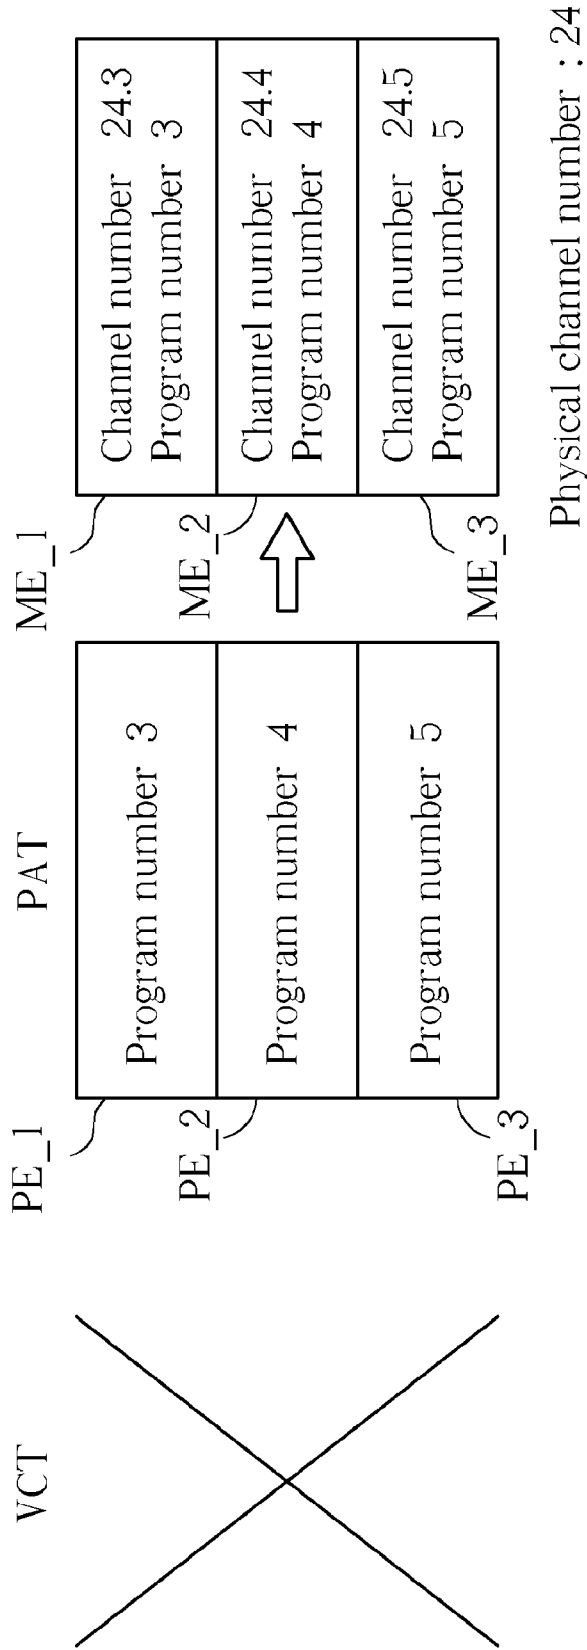 VCT
PAT
PE_1
Program number 3
PE_2
Program number 4
PE_3
Program number 5
ME_1
Channel number 24.3
Program number 3
ME_2
Channel number 24.4
Program number 4
ME_3
Channel number 24.5
Program number 5
Physical channel number : 24